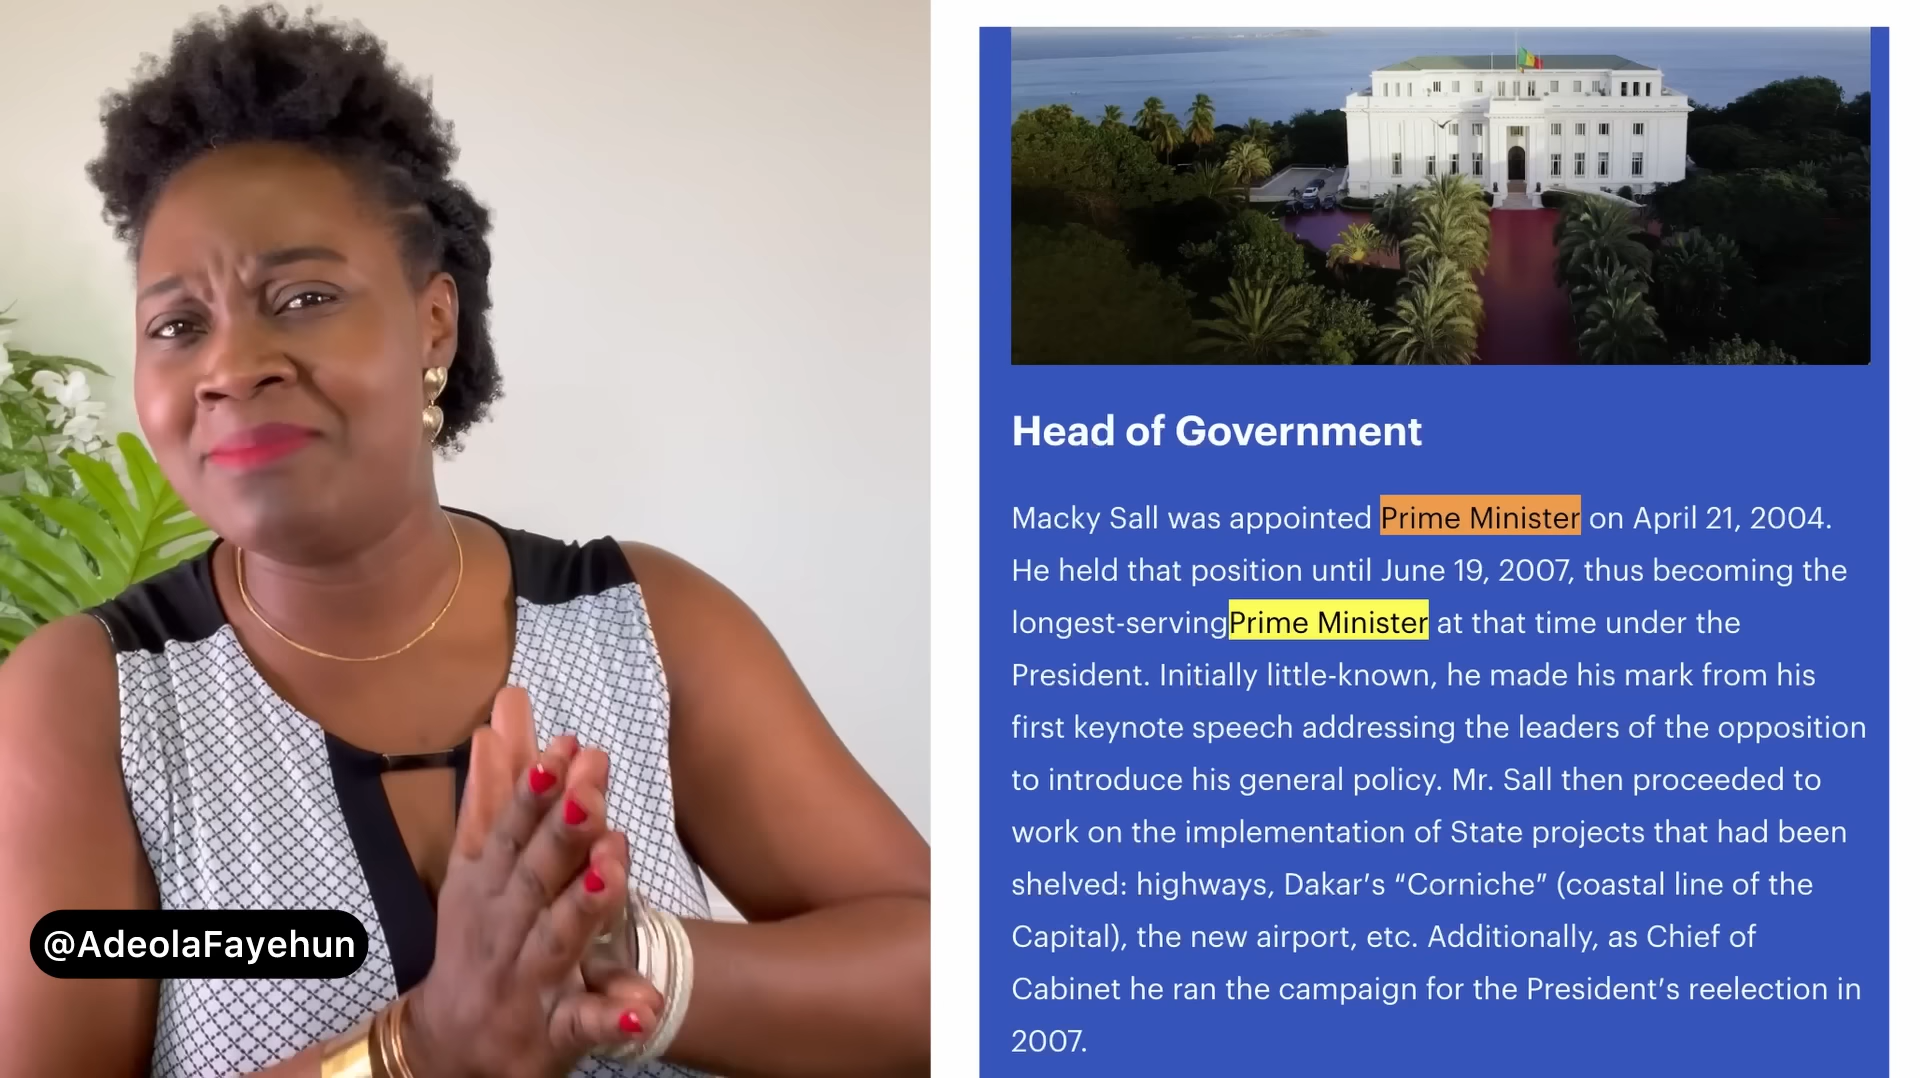 @AdeolaFayehun
Head of Government
Macky Sall was appointed Prime Minister on April 21, 2004.
He held that position until June 19, 2007, thus becoming the
longest-serving Prime Minister at that time under the
President. Initially little-known, he made his mark from his
first keynote speech addressing the leaders of the opposition
to introduce his general policy. Mr. Sall then proceeded to
work on the implementation of State projects that had been
shelved: highways, Dakar’s “Corniche” (coastal line of the
Capital), the new airport, etc. Additionally, as Chief of
Cabinet he ran the campaign for the President’s reelection in
2007.